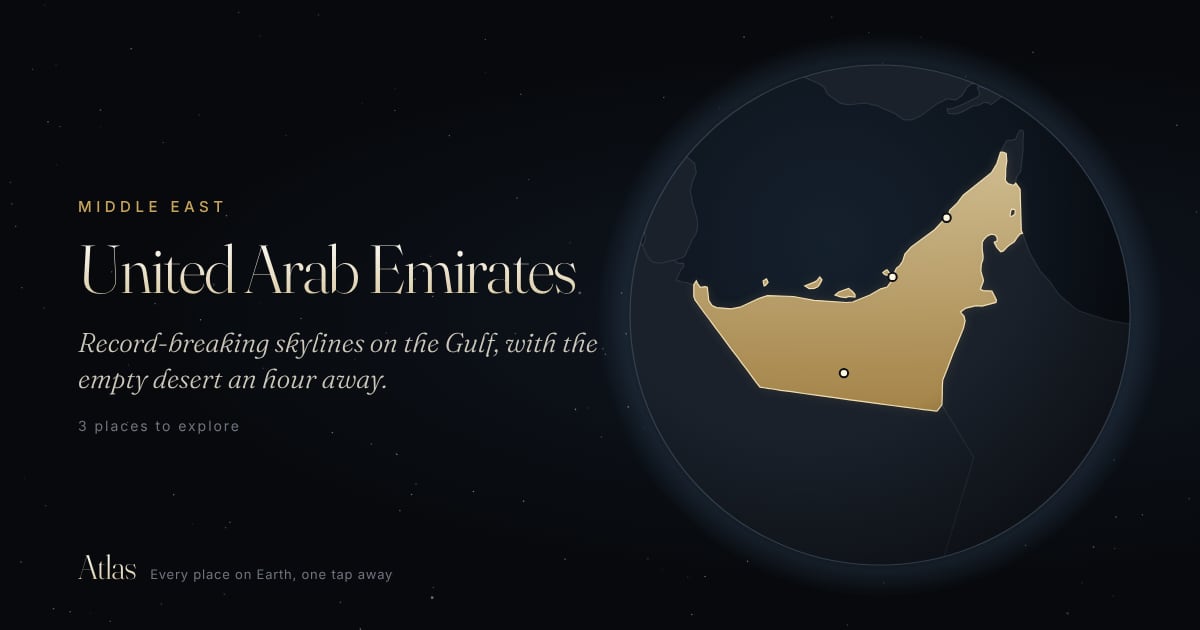 MIDDLE EAST
United Arab Emirates
Record-breaking skylines on the Gulf, with the
empty desert an hour away.
3 places to explore
Atlas Every place on Earth, one tap away